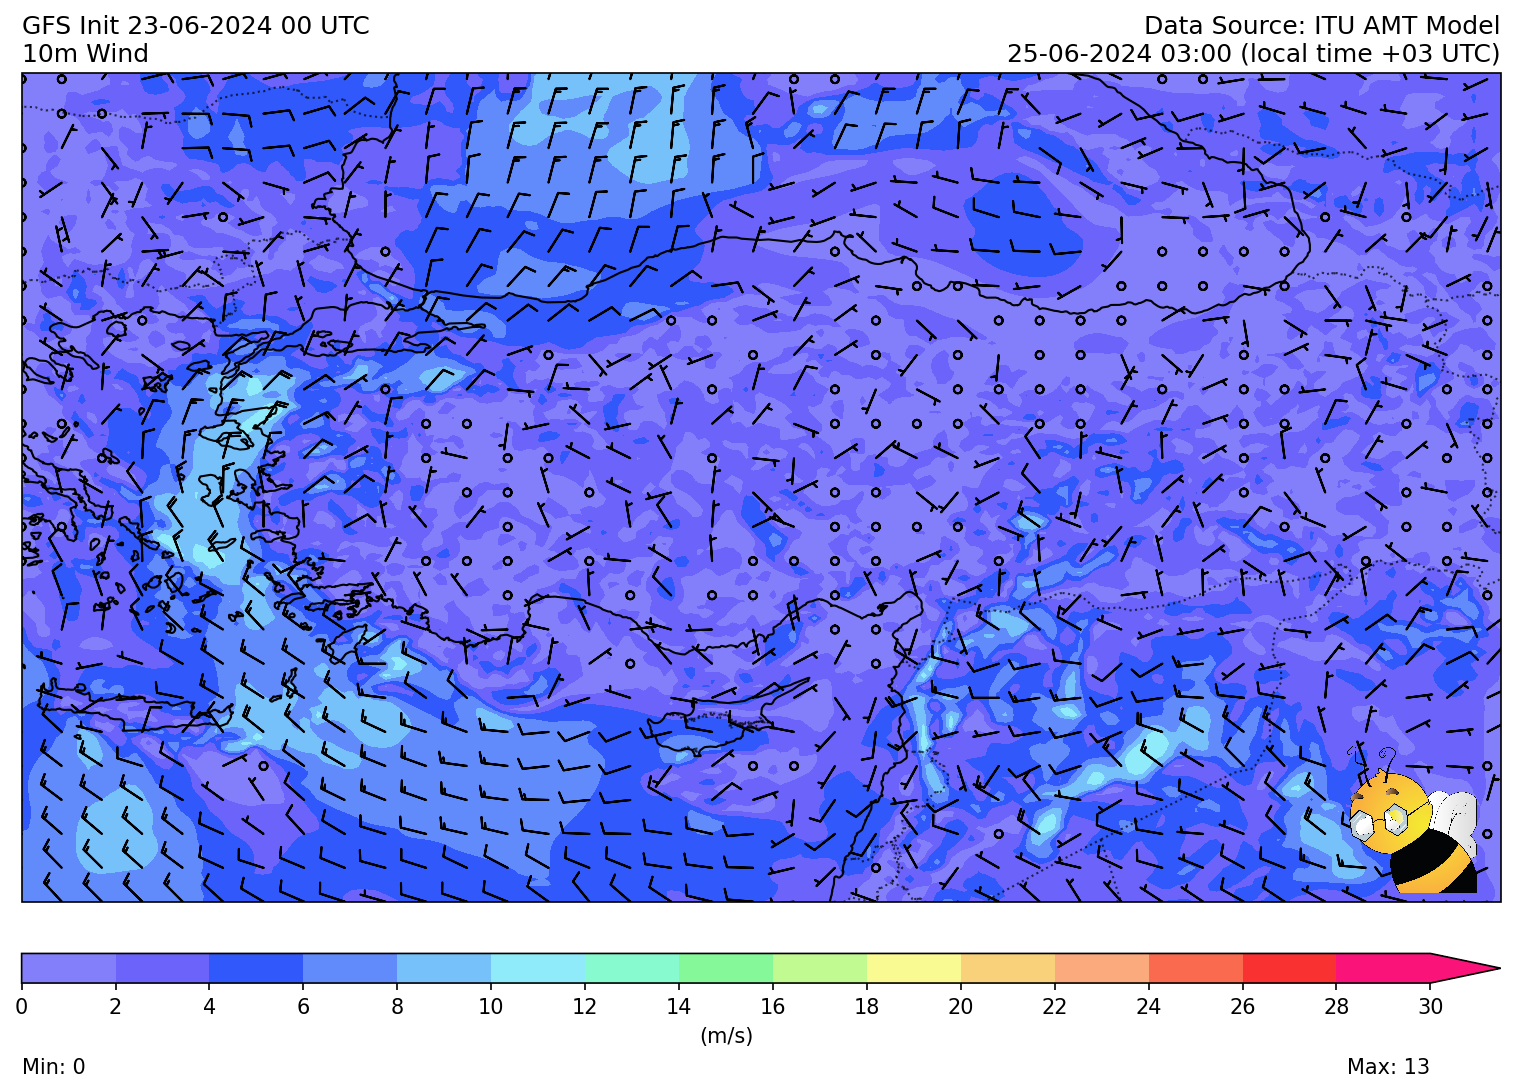 GFS Init 23-06-2024 00 UTC
Data Source: ITU AMT Model
10m Wind
25-06-2024 03:00 (local time +03 UTC)
0 2 4 6 8 10 12 14 16 18 20 22 24 26 28 30
(m/s)
Min: 0
Max: 13